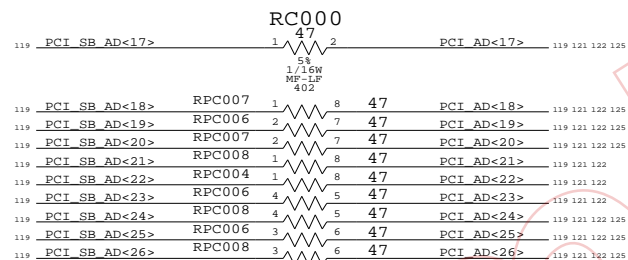 RC000
47
119 PCI_SB_AD<17> 1 2 PCI_AD<17> 119 121 122 125
5%
1/16W
MF-LF
402
119 PCI_SB_AD<18> RPC007 1 8 47 PCI_AD<18> 119 121 122 125
119 PCI_SB_AD<19> RPC006 2 7 47 PCI_AD<19> 119 121 122 125
119 PCI_SB_AD<20> RPC007 2 7 47 PCI_AD<20> 119 121 122 125
119 PCI_SB_AD<21> RPC008 1 8 47 PCI_AD<21> 119 121 122
119 PCI_SB_AD<22> RPC004 1 8 47 PCI_AD<22> 119 121 122
119 PCI_SB_AD<23> RPC006 4 5 47 PCI_AD<23> 119 121 122
119 PCI_SB_AD<24> RPC008 4 5 47 PCI_AD<24> 119 121 122 125
119 PCI_SB_AD<25> RPC006 3 6 47 PCI_AD<25> 119 121 122 125
119 PCI_SB_AD<26> RPC008 3 6 47 PCI_AD<26> 119 121 122 125